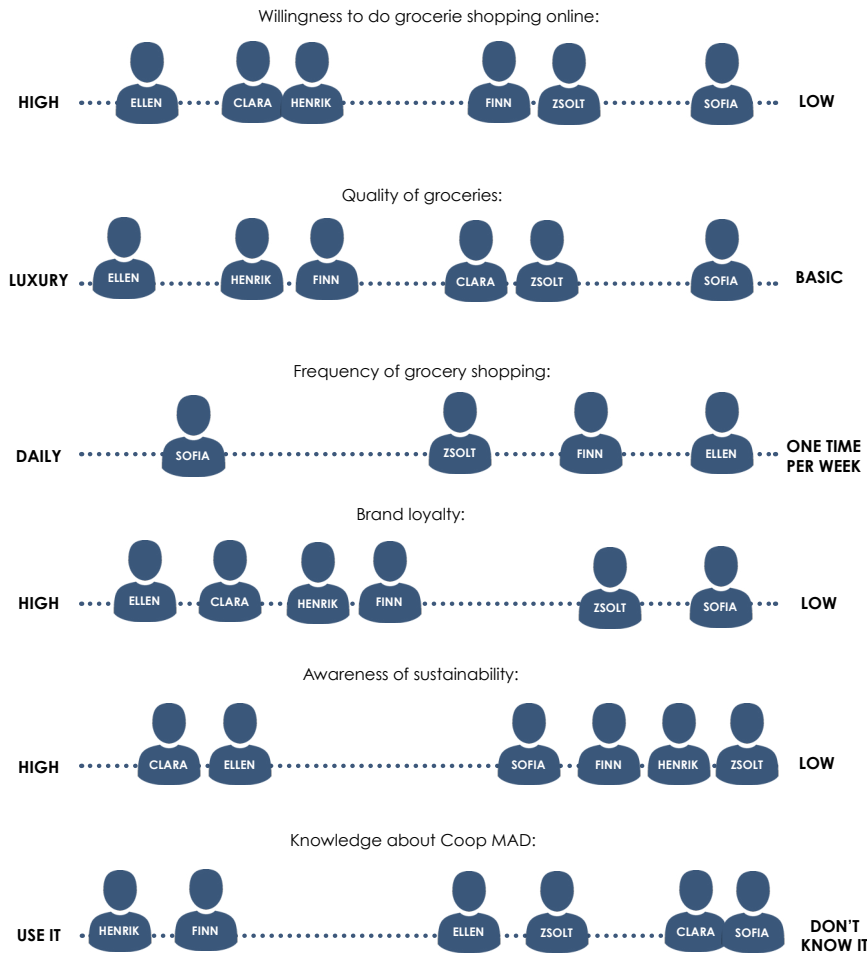 Willingness to do grocerie shopping online:
HIGH ELLEN CLARA HENRIK FINN ZSOLT SOFIA LOW
Quality of groceries:
LUXURY ELLEN HENRIK FINN CLARA ZSOLT SOFIA BASIC
Frequency of grocery shopping:
DAILY SOFIA ZSOLT FINN ELLEN ONE TIME
PER WEEK
Brand loyalty:
HIGH ELLEN CLARA HENRIK FINN ZSOLT SOFIA LOW
Awareness of sustainability:
HIGH CLARA ELLEN SOFIA FINN HENRIK ZSOLT LOW
Knowledge about Coop MAD:
USE IT HENRIK FINN ELLEN ZSOLT CLARA SOFIA DON’T
KNOW IT